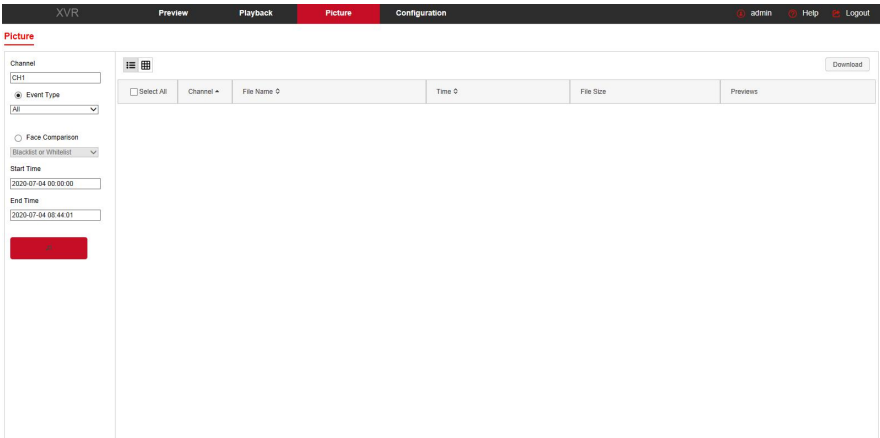 XVR Preview Playback Picture Configuration admin Help Logout
Picture
Channel
CH1
Event Type
All
Face Comparison
Blacklist or Whitelist
Start Time
2020-07-04 00:00:00
End Time
2020-07-04 08:44:01
Download
Select All Channel File Name Time File Size Previews